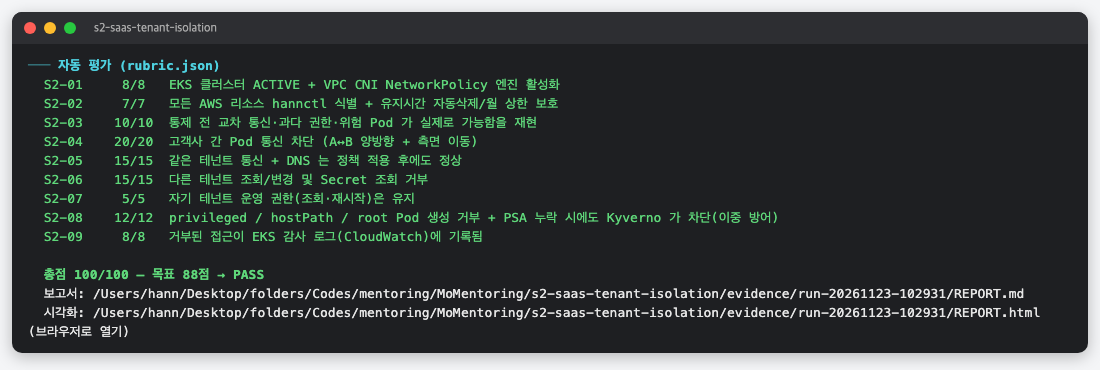 s2-saas-tenant-isolation
─── 자동 평가 (rubric.json)
S2-01 8/8 EKS 클러스터 ACTIVE + VPC CNI NetworkPolicy 엔진 활성화
S2-02 7/7 모든 AWS 리소스 hannctl 식별 + 유지시간 자동삭제/월 상한 보호
S2-03 10/10 통제 전 교차 통신·과다 권한·위험 Pod 가 실제로 가능함을 재현
S2-04 20/20 고객사 간 Pod 통신 차단 (A↔B 양방향 + 측면 이동)
S2-05 15/15 같은 테넌트 통신 + DNS 는 정책 적용 후에도 정상
S2-06 15/15 다른 테넌트 조회/변경 및 Secret 조회 거부
S2-07 5/5 자기 테넌트 운영 권한(조회·재시작)은 유지
S2-08 12/12 privileged / hostPath / root Pod 생성 거부 + PSA 누락 시에도 Kyverno 가 차단(이중 방어)
S2-09 8/8 거부된 접근이 EKS 감사 로그(CloudWatch)에 기록됨
총점 100/100 — 목표 88점 → PASS
보고서: /Users/hann/Desktop/folders/Codes/mentoring/MoMentoring/s2-saas-tenant-isolation/evidence/run-20261123-102931/REPORT.md
시각화: /Users/hann/Desktop/folders/Codes/mentoring/MoMentoring/s2-saas-tenant-isolation/evidence/run-20261123-102931/REPORT.html
(브라우저로 열기)